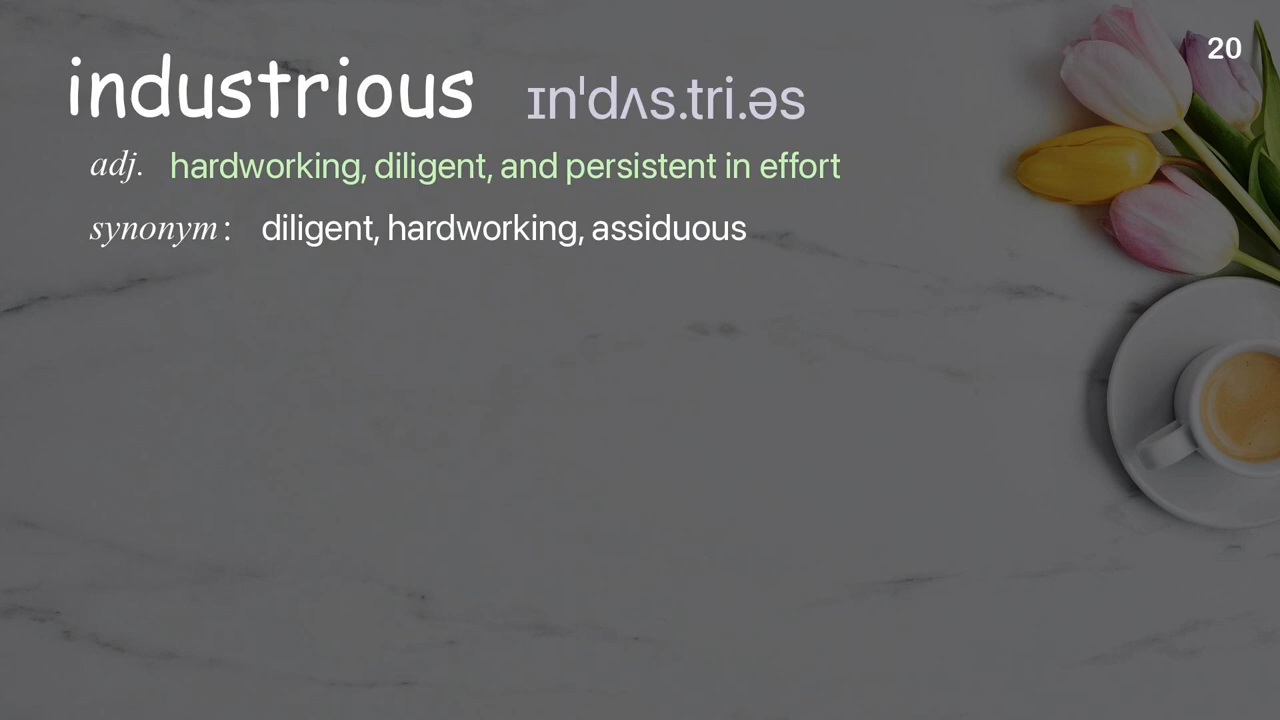 20
industrious ɪnˈdʌs.tri.əs
adj. hardworking, diligent, and persistent in effort
synonym: diligent, hardworking, assiduous